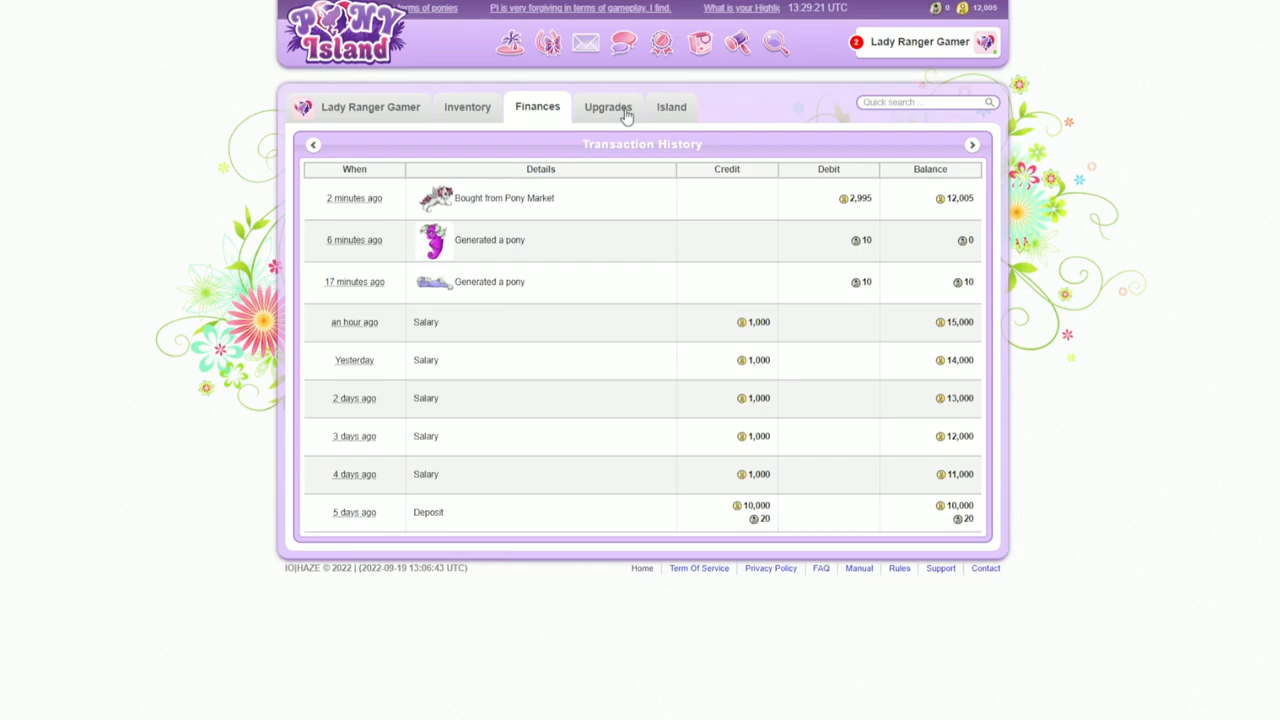 terms of ponies PI is very forgiving in terms of gameplay, I find. What is your Highlig 13:29:21 UTC 0 12,005
PONY Island
2 Lady Ranger Gamer
Lady Ranger Gamer Inventory Finances Upgrades Island Quick search ...
Transaction History
When Details Credit Debit Balance
2 minutes ago Bought from Pony Market 2,995 12,005
6 minutes ago Generated a pony 10 0
17 minutes ago Generated a pony 10 10
an hour ago Salary 1,000 15,000
Yesterday Salary 1,000 14,000
2 days ago Salary 1,000 13,000
3 days ago Salary 1,000 12,000
4 days ago Salary 1,000 11,000
5 days ago Deposit 10,000 10,000
20 20
IO|HAZE © 2022 | (2022-09-19 13:06:43 UTC) Home Term Of Service Privacy Policy FAQ Manual Rules Support Contact